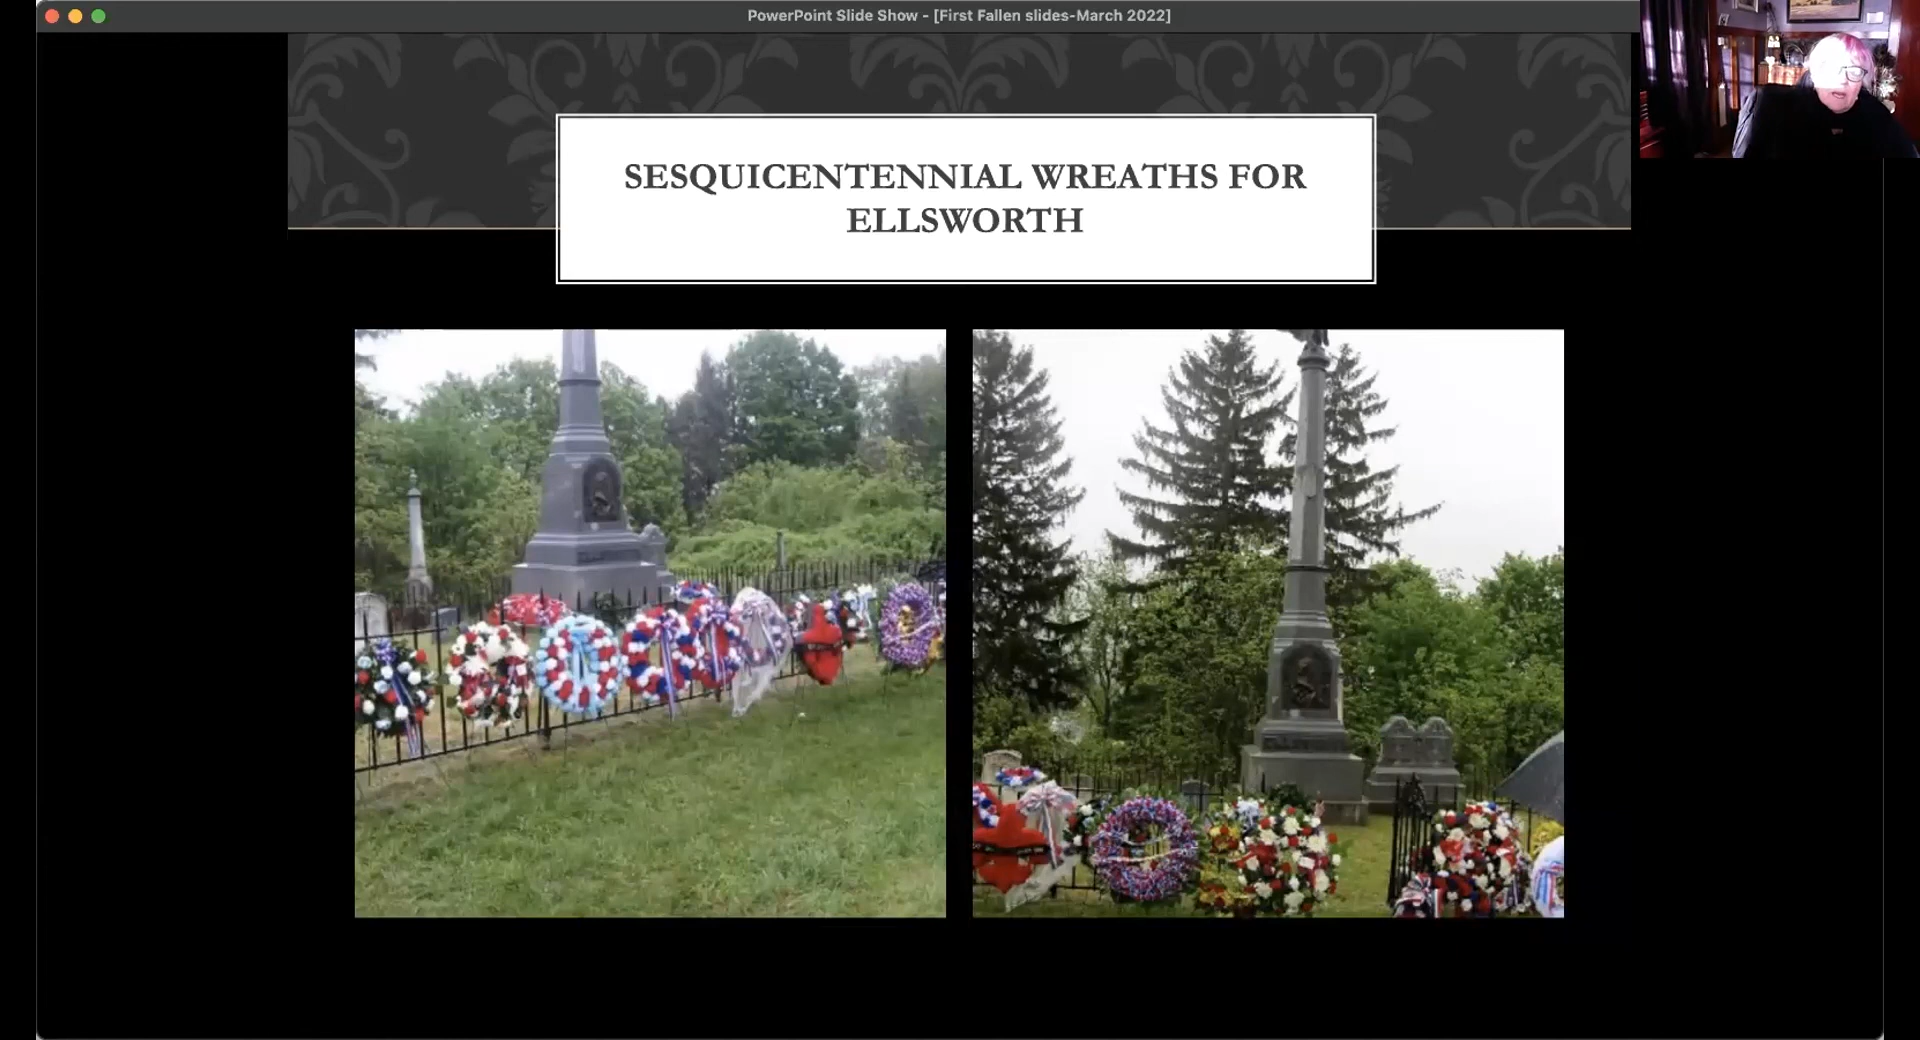 PowerPoint Slide Show - [First Fallen slides-March 2022]
SESQUICENTENNIAL WREATHS FOR
ELLSWORTH